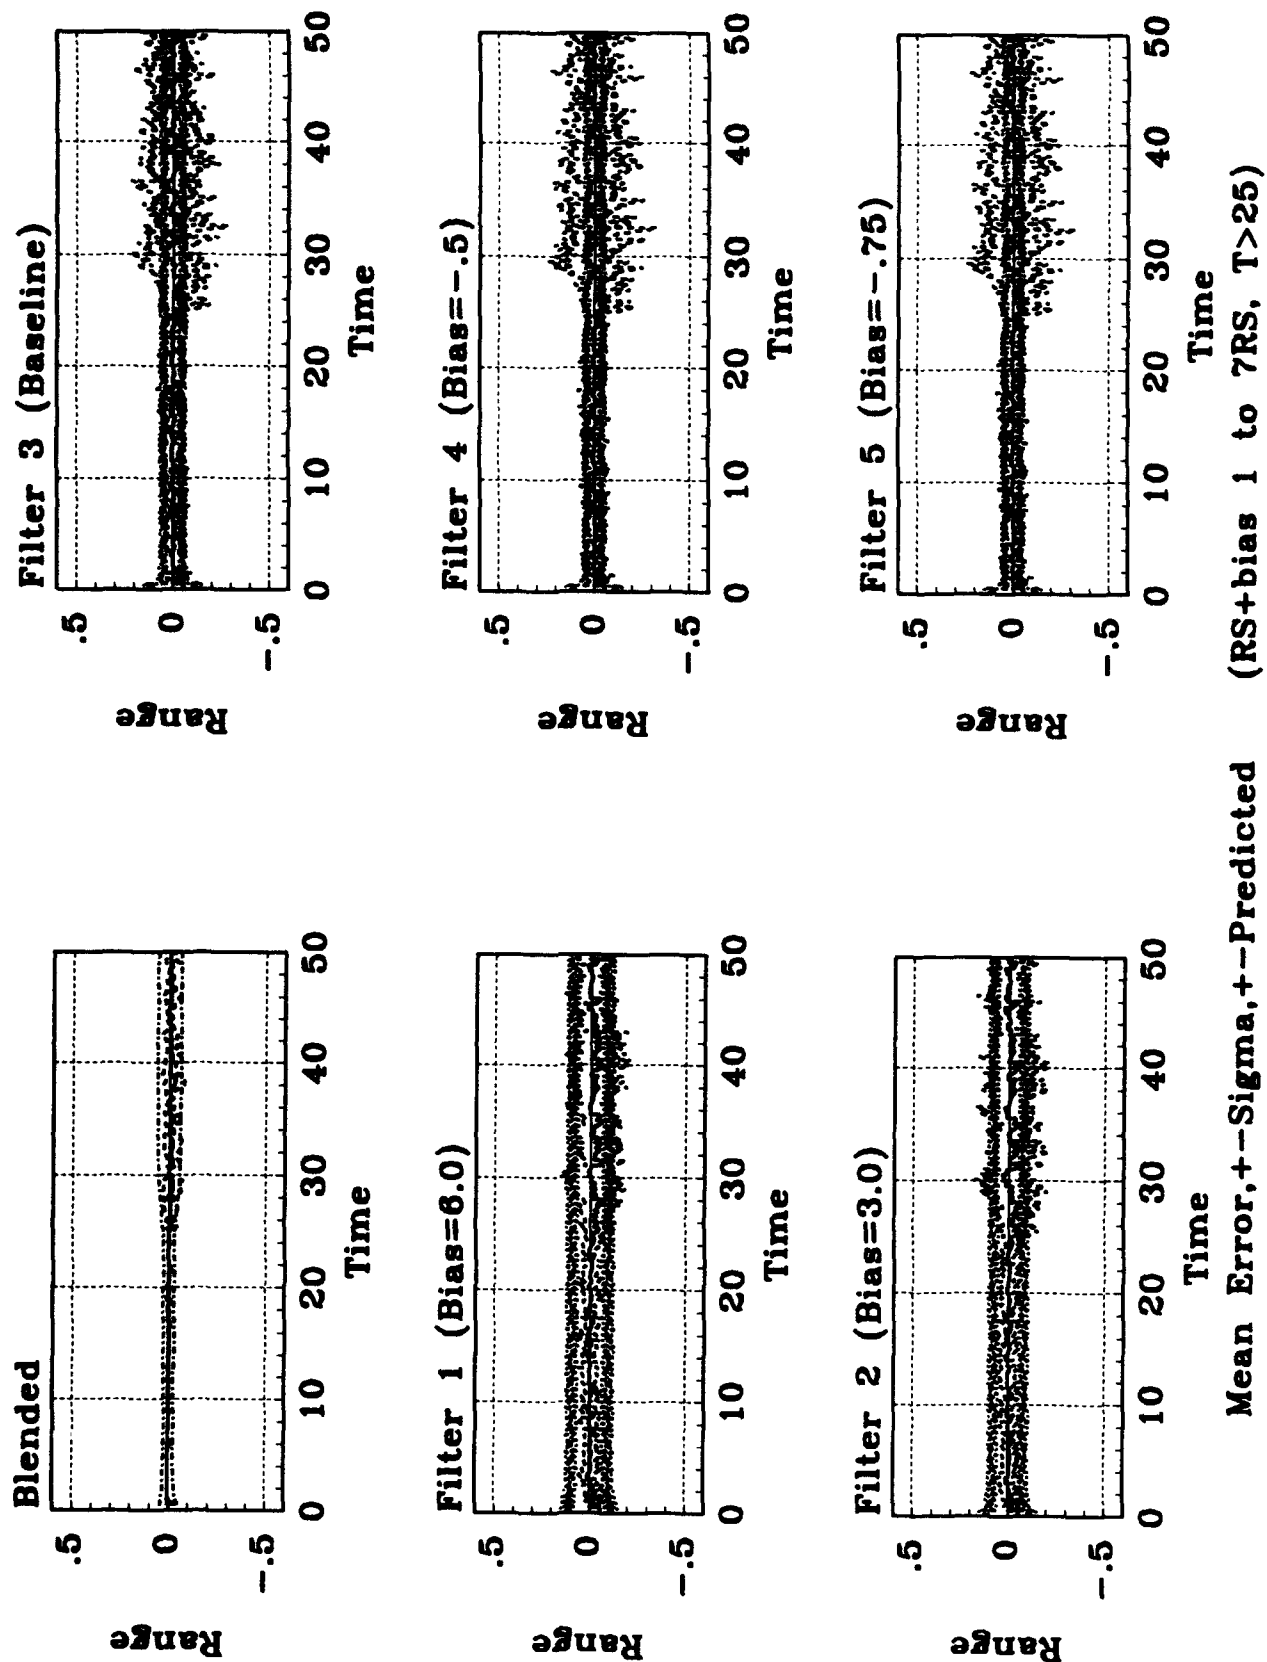 Blended
Range
.5
0
−.5
0 10 20 30 40 50
Time
Filter 3 (Baseline)
Range
.5
0
−.5
0 10 20 30 40 50
Time
Filter 1 (Bias=6.0)
Range
.5
0
−.5
0 10 20 30 40 50
Time
Filter 4 (Bias=−.5)
Range
.5
0
−.5
0 10 20 30 40 50
Time
Filter 2 (Bias=3.0)
Range
.5
0
−.5
0 10 20 30 40 50
Time
Filter 5 (Bias=−.75)
Range
.5
0
−.5
0 10 20 30 40 50
Time
Mean Error,+−Sigma,+−Predicted (RS+bias 1 to 7RS, T>25)